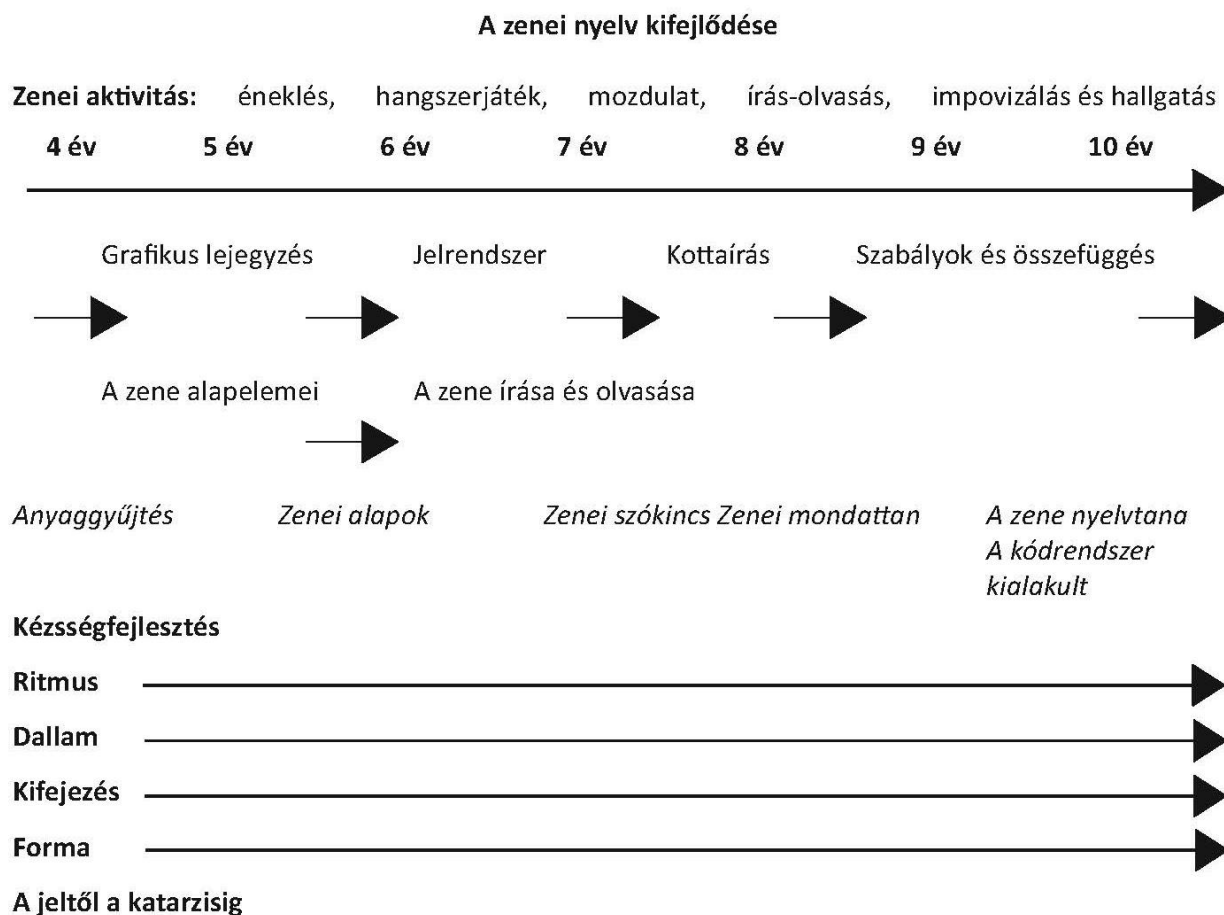 A zenei nyelv kifejlődése
Zenei aktivitás: éneklés, hangszerjáték, mozdulat, írás-olvasás, impovizálás és hallgatás
4 év 5 év 6 év 7 év 8 év 9 év 10 év
Grafikus lejegyzés Jelrendszer Kottaírás Szabályok és összefüggés
A zene alapelemei A zene írása és olvasása
Anyaggyűjtés Zenei alapok Zenei szókincs Zenei mondattan A zene nyelvtana
A kódrendszer
kialakult
Kézsségfejlesztés
Ritmus
Dallam
Kifejezés
Forma
A jeltől a katarzisig